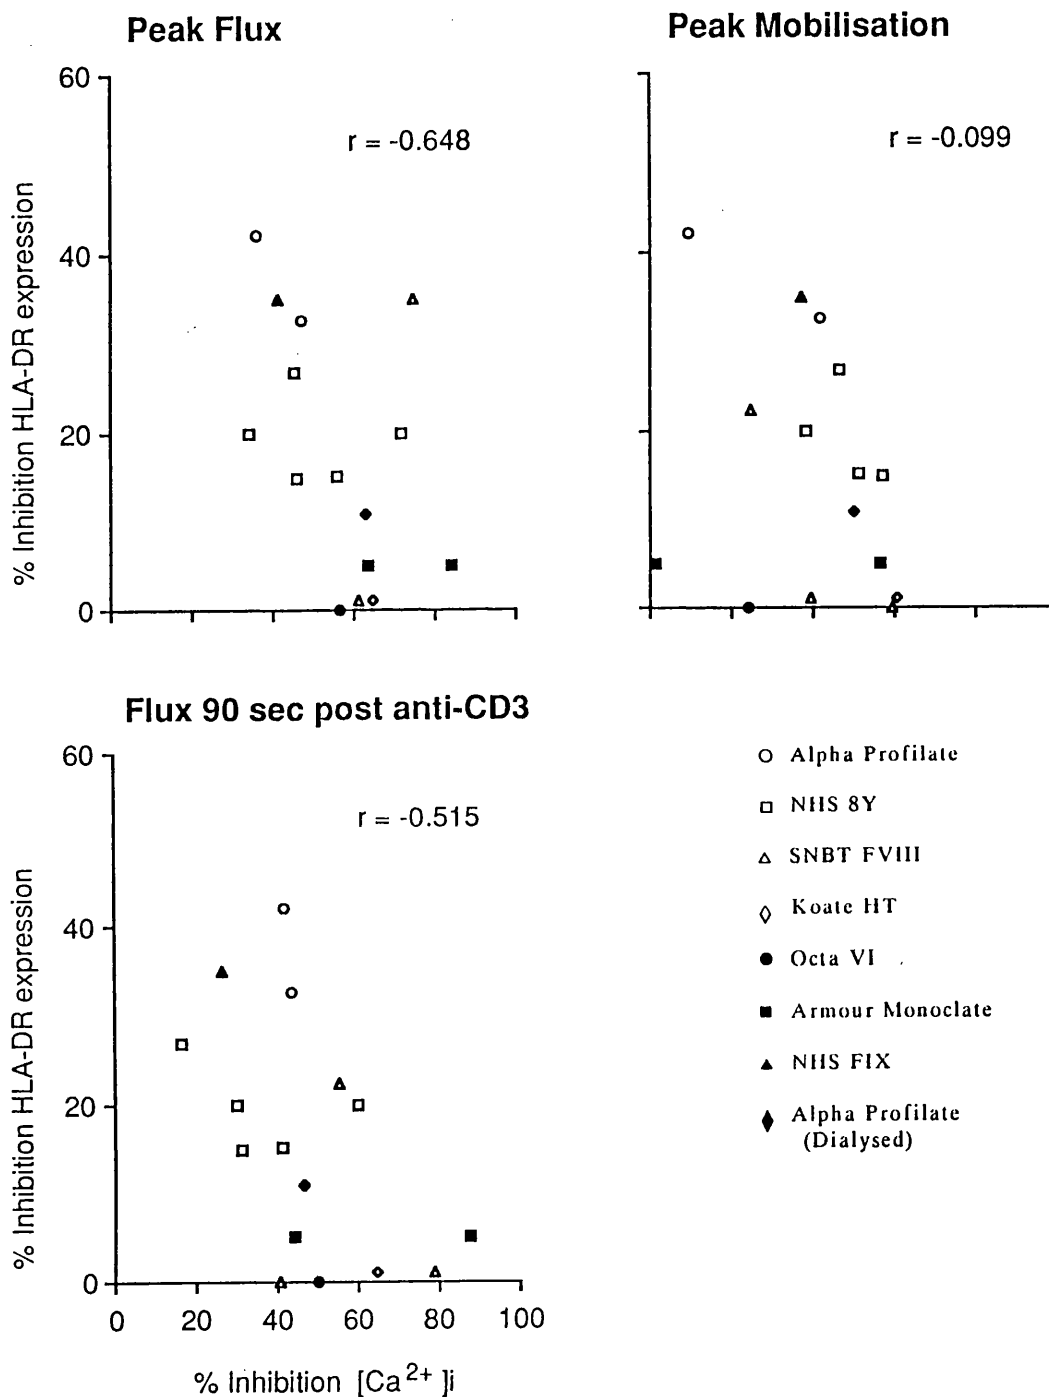 Peak Flux
Peak Mobilisation
60
40
20
0
% Inhibition HLA-DR expression
r = -0.648
r = -0.099
Flux 90 sec post anti-CD3
60
40
20
0
% Inhibition HLA-DR expression
r = -0.515
0 20 40 60 80 100
% Inhibition [Ca2+]i
Alpha Profilate
NHS 8Y
SNBT FVIII
Koate HT
Octa VI
Armour Monoclate
NHS FIX
Alpha Profilate
(Dialysed)